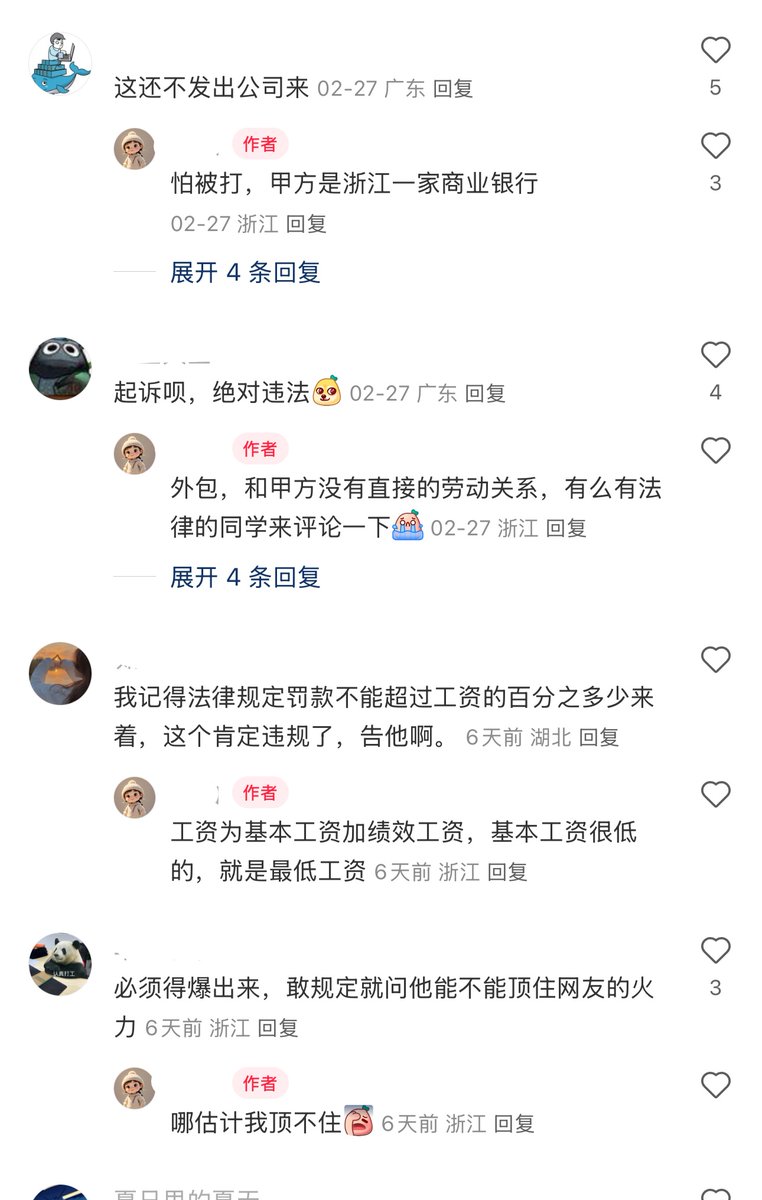 这还不发出公司来 02-27 广东 回复
5
作者
怕被打，甲方是浙江一家商业银行
3
02-27 浙江 回复
展开 4 条回复
起诉呗，绝对违法 02-27 广东 回复
4
作者
外包，和甲方没有直接的劳动关系，有么有法
律的同学来评论一下 02-27 浙江 回复
展开 4 条回复
我记得法律规定罚款不能超过工资的百分之多少来
着，这个肯定违规了，告他啊。 6天前 湖北 回复
作者
工资为基本工资加绩效工资，基本工资很低
的，就是最低工资 6天前 浙江 回复
认真打工
必须得爆出来，敢规定就问他能不能顶住网友的火
3
力 6天前 浙江 回复
作者
哪估计我顶不住 6天前 浙江 回复